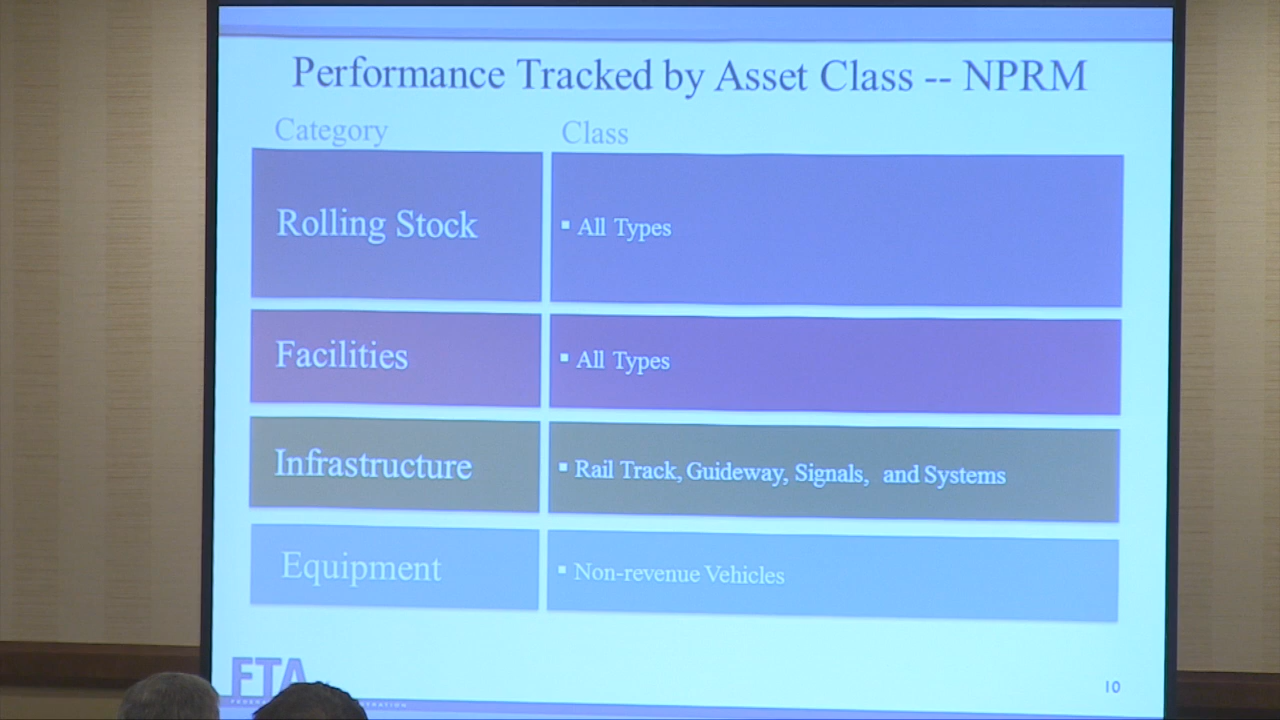 Performance Tracked by Asset Class -- NPRM
Category Class
Rolling Stock ▪ All Types
Facilities ▪ All Types
Infrastructure ▪ Rail Track, Guideway, Signals, and Systems
Equipment ▪ Non-revenue Vehicles
FTA
10